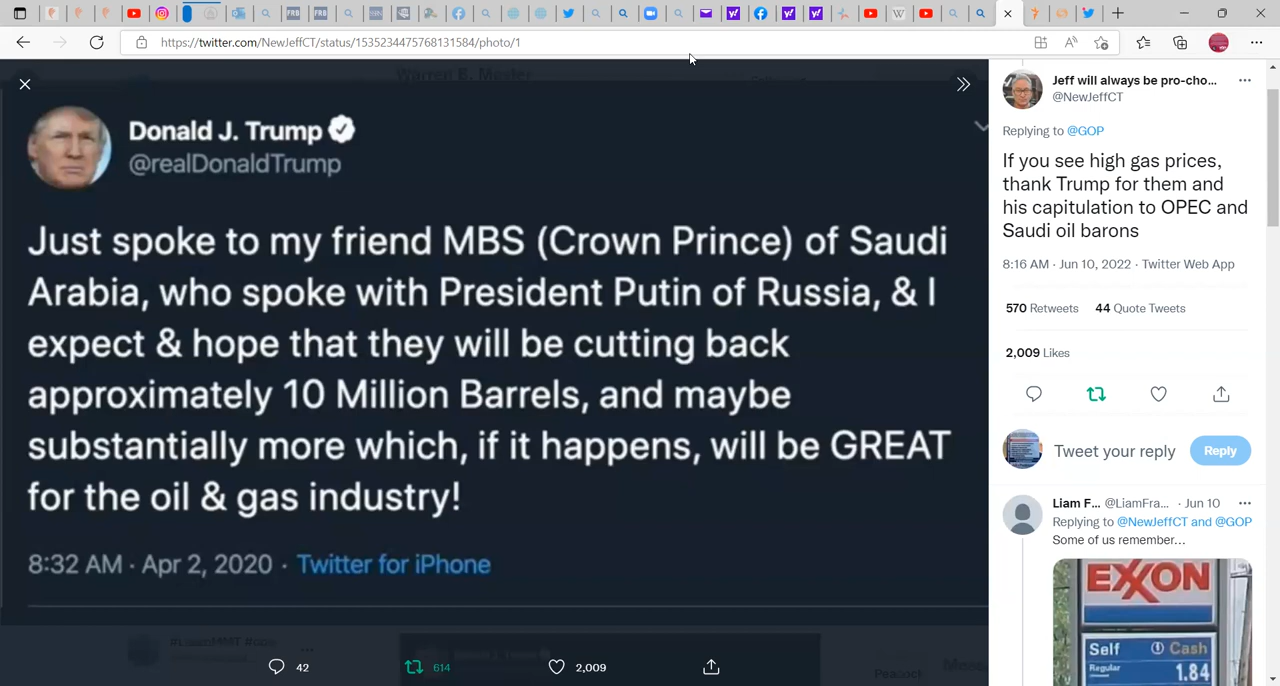 https://twitter.com/NewJeffCT/status/1535234475768131584/photo/1
Donald J. Trump
@realDonaldTrump
Just spoke to my friend MBS (Crown Prince) of Saudi
Arabia, who spoke with President Putin of Russia, & I
expect & hope that they will be cutting back
approximately 10 Million Barrels, and maybe
substantially more which, if it happens, will be GREAT
for the oil & gas industry!
8:32 AM · Apr 2, 2020 · Twitter for iPhone
42
614
2,009
Jeff will always be pro-cho...
@NewJeffCT
Replying to @GOP
If you see high gas prices,
thank Trump for them and
his capitulation to OPEC and
Saudi oil barons
8:16 AM · Jun 10, 2022 · Twitter Web App
570 Retweets 44 Quote Tweets
2,009 Likes
Tweet your reply
Reply
Liam F... @LiamFra... · Jun 10
Replying to @NewJeffCT and @GOP
Some of us remember...
EXXON
Self Cash
Regular 1.84